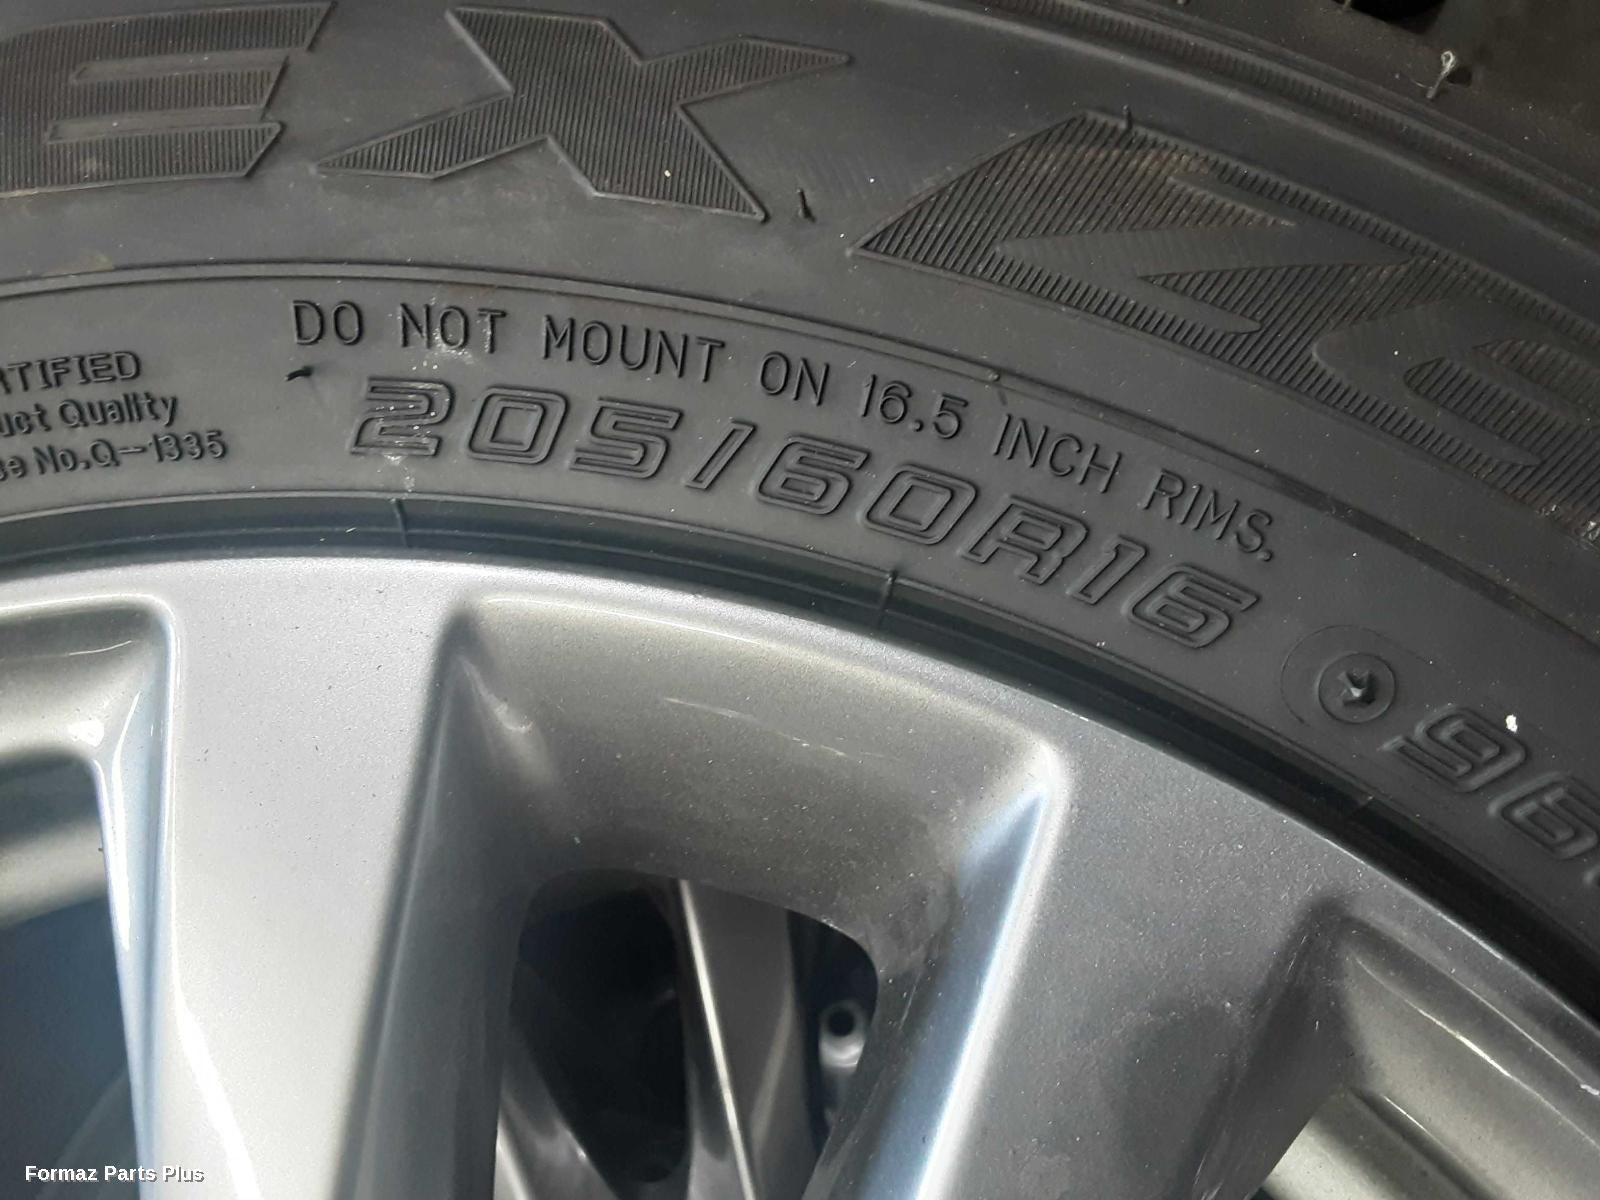 EX
DO NOT MOUNT ON 16.5 INCH RIMS.
205/60R16
96
TIFIED
uct Quality
No.Q-1335
Formaz Parts Plus